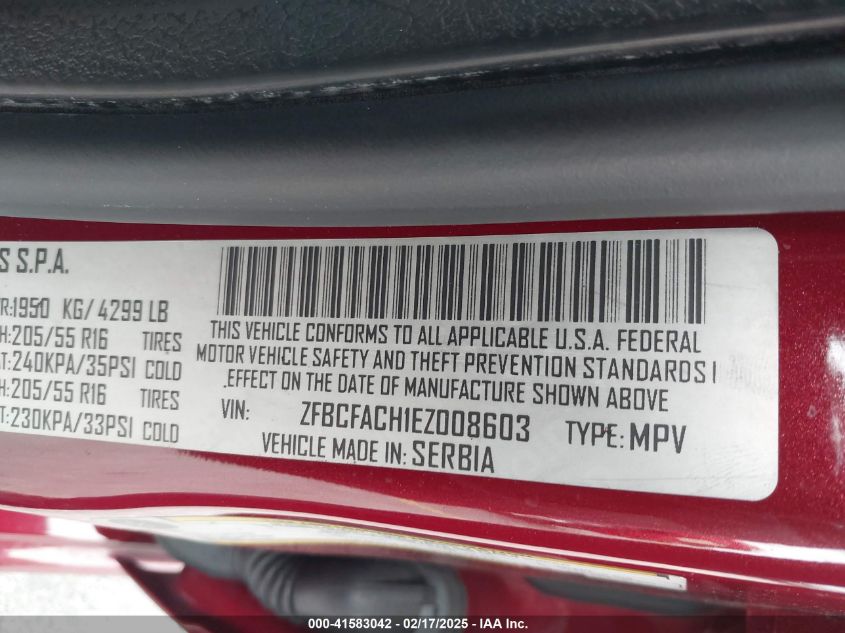 S S.P.A.
R:1950 KG/ 4299 LB
H:205/55 R16 TIRES
T:240KPA/35PSI COLD
H:205/55 R16 TIRES
T:230KPA/33PSI COLD
THIS VEHICLE CONFORMS TO ALL APPLICABLE U.S.A. FEDERAL
MOTOR VEHICLE SAFETY AND THEFT PREVENTION STANDARDS I
.EFFECT ON THE DATE OF MANUFACTURE SHOWN ABOVE
VIN: ZFBCFACH1EZ008603 TYPE: MPV
VEHICLE MADE IN: SERBIA
000-41583042 - 02/17/2025 - IAA Inc.